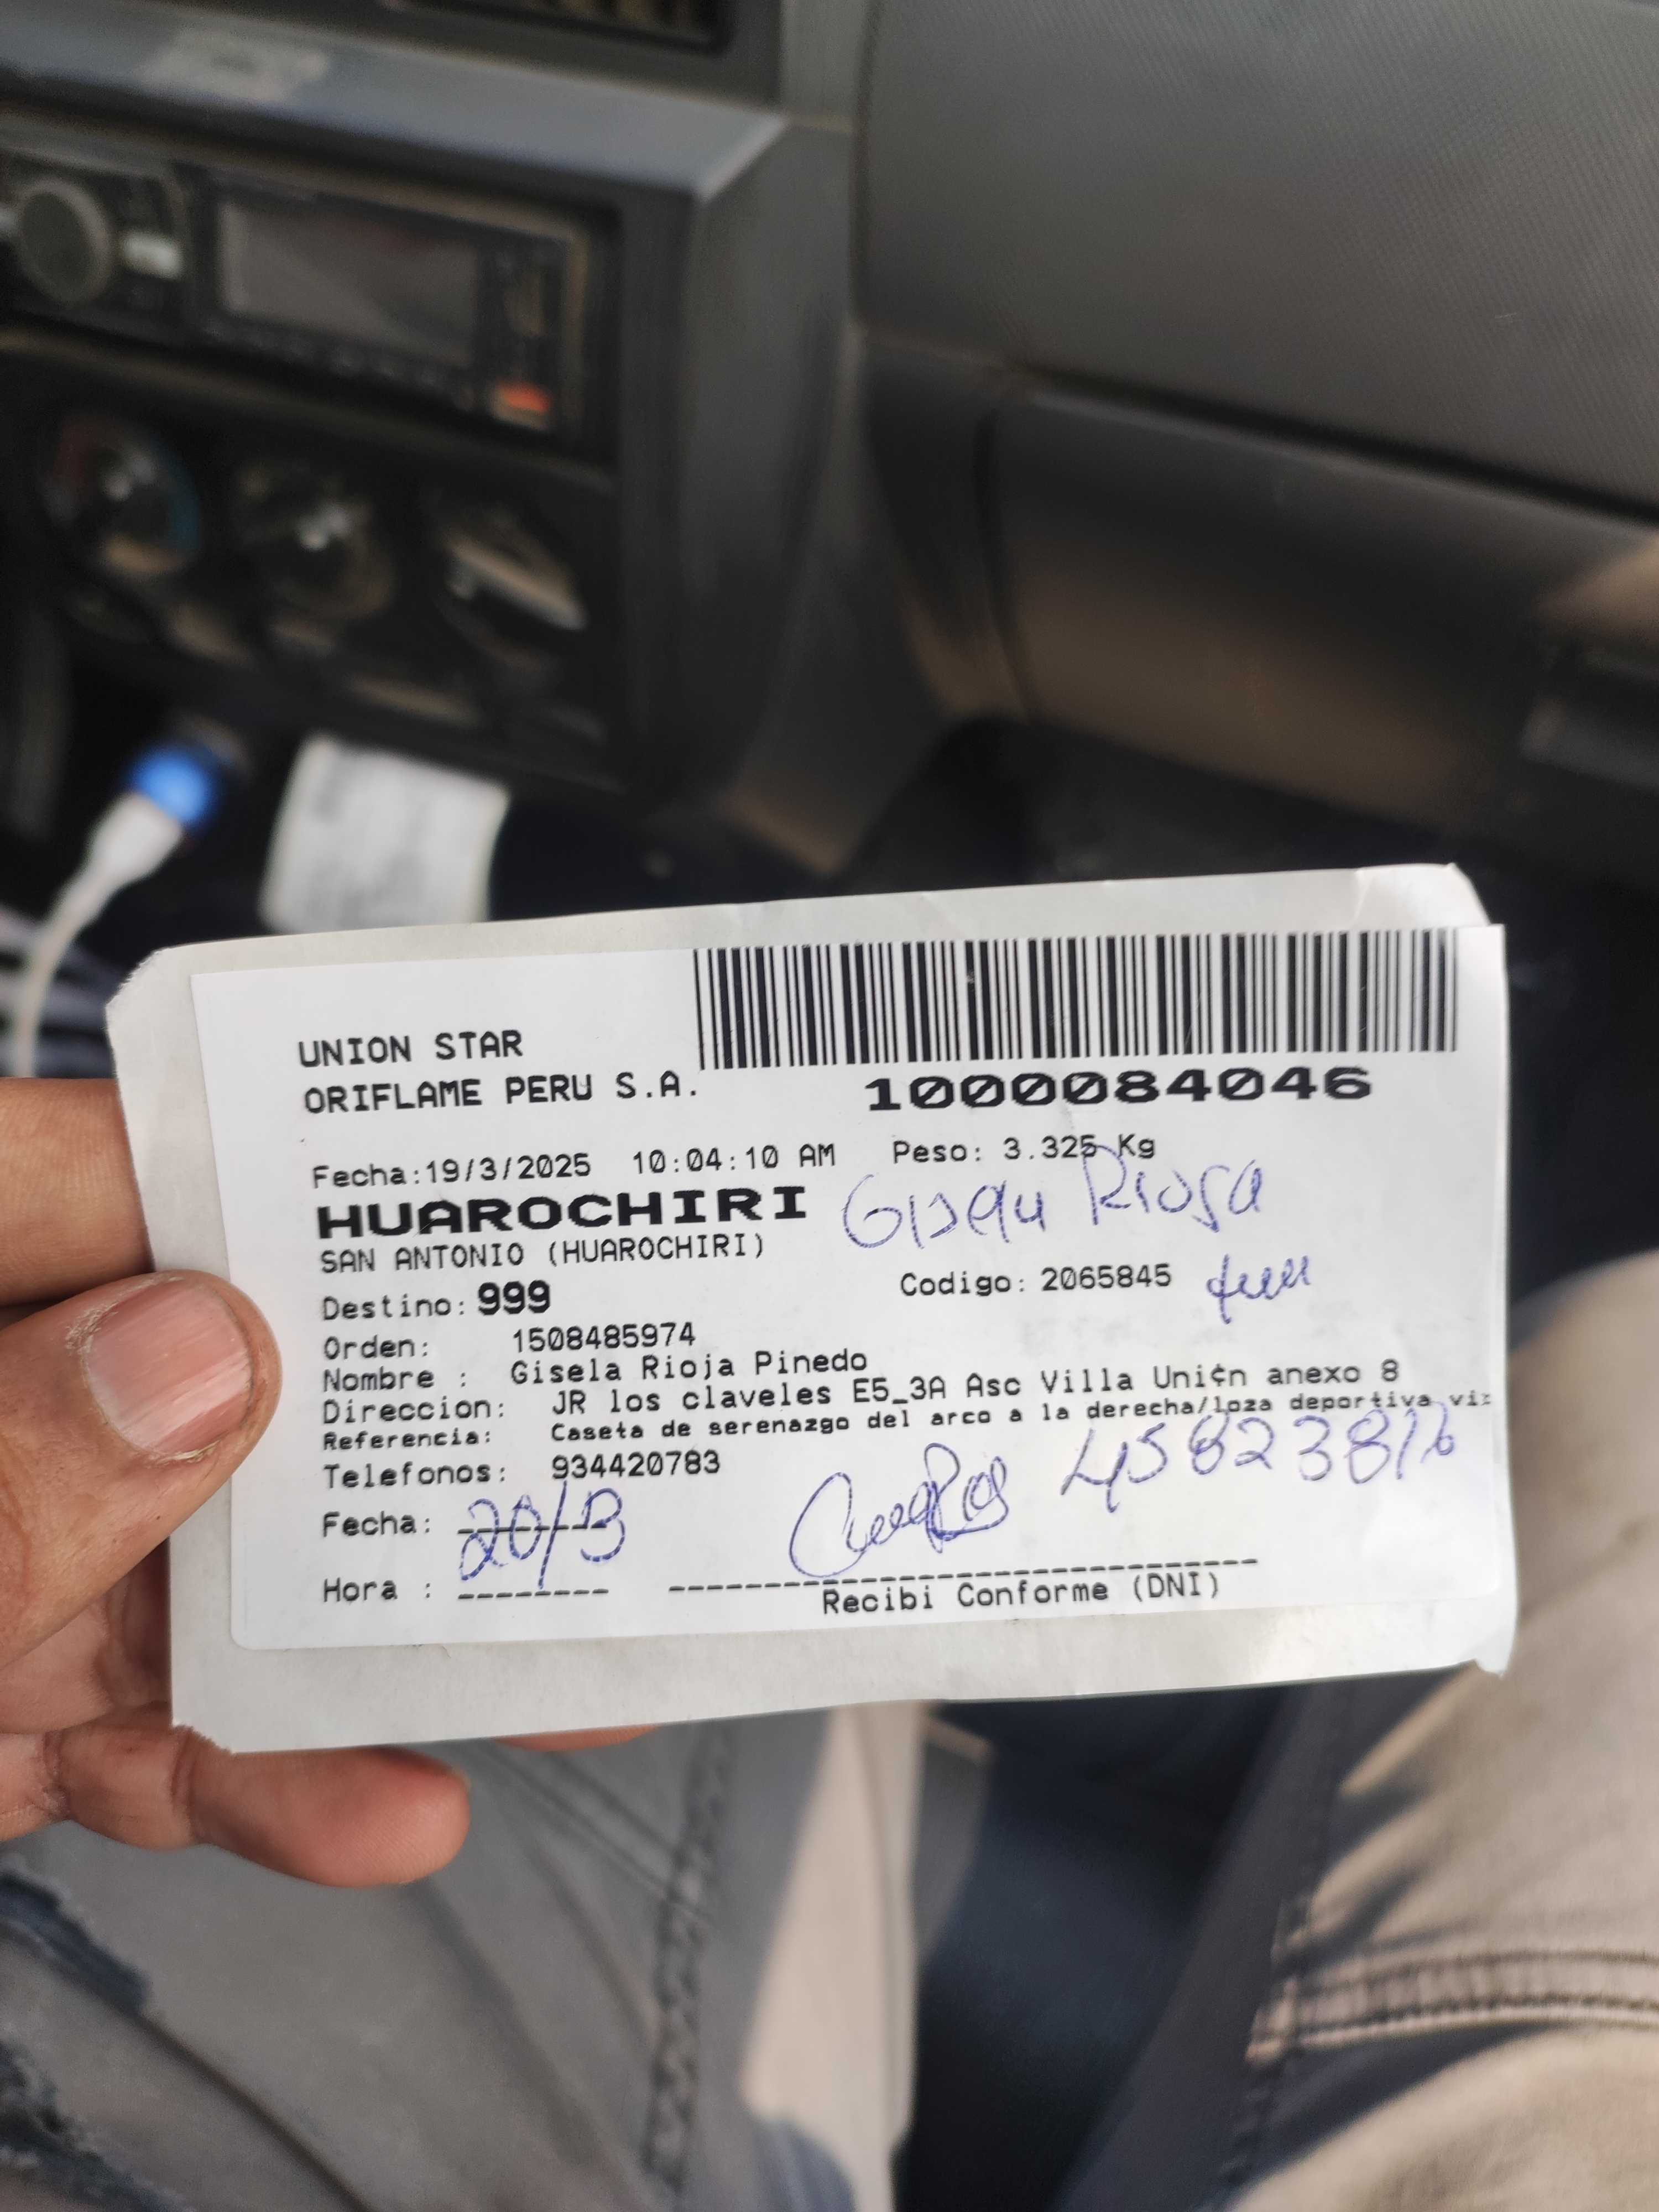 UNION STAR
ORIFLAME PERU S.A.
1000084046
Fecha:19/3/2025 10:04:10 AM Peso: 3.325 Kg
HUAROCHIRI
Gisela Rioja
SAN ANTONIO (HUAROCHIRI)
Destino: 999 Codigo: 2065845
Orden: 1508485974
Nombre : Gisela Rioja Pinedo
Direccion: JR los claveles E5_3A Asc Villa Uni¢n anexo 8
Referencia: Caseta de serenazgo del arco a la derecha/loza deportiva vi
Telefonos: 934420783
Fecha: 20/3
Hora : --------
Recibi Conforme (DNI)